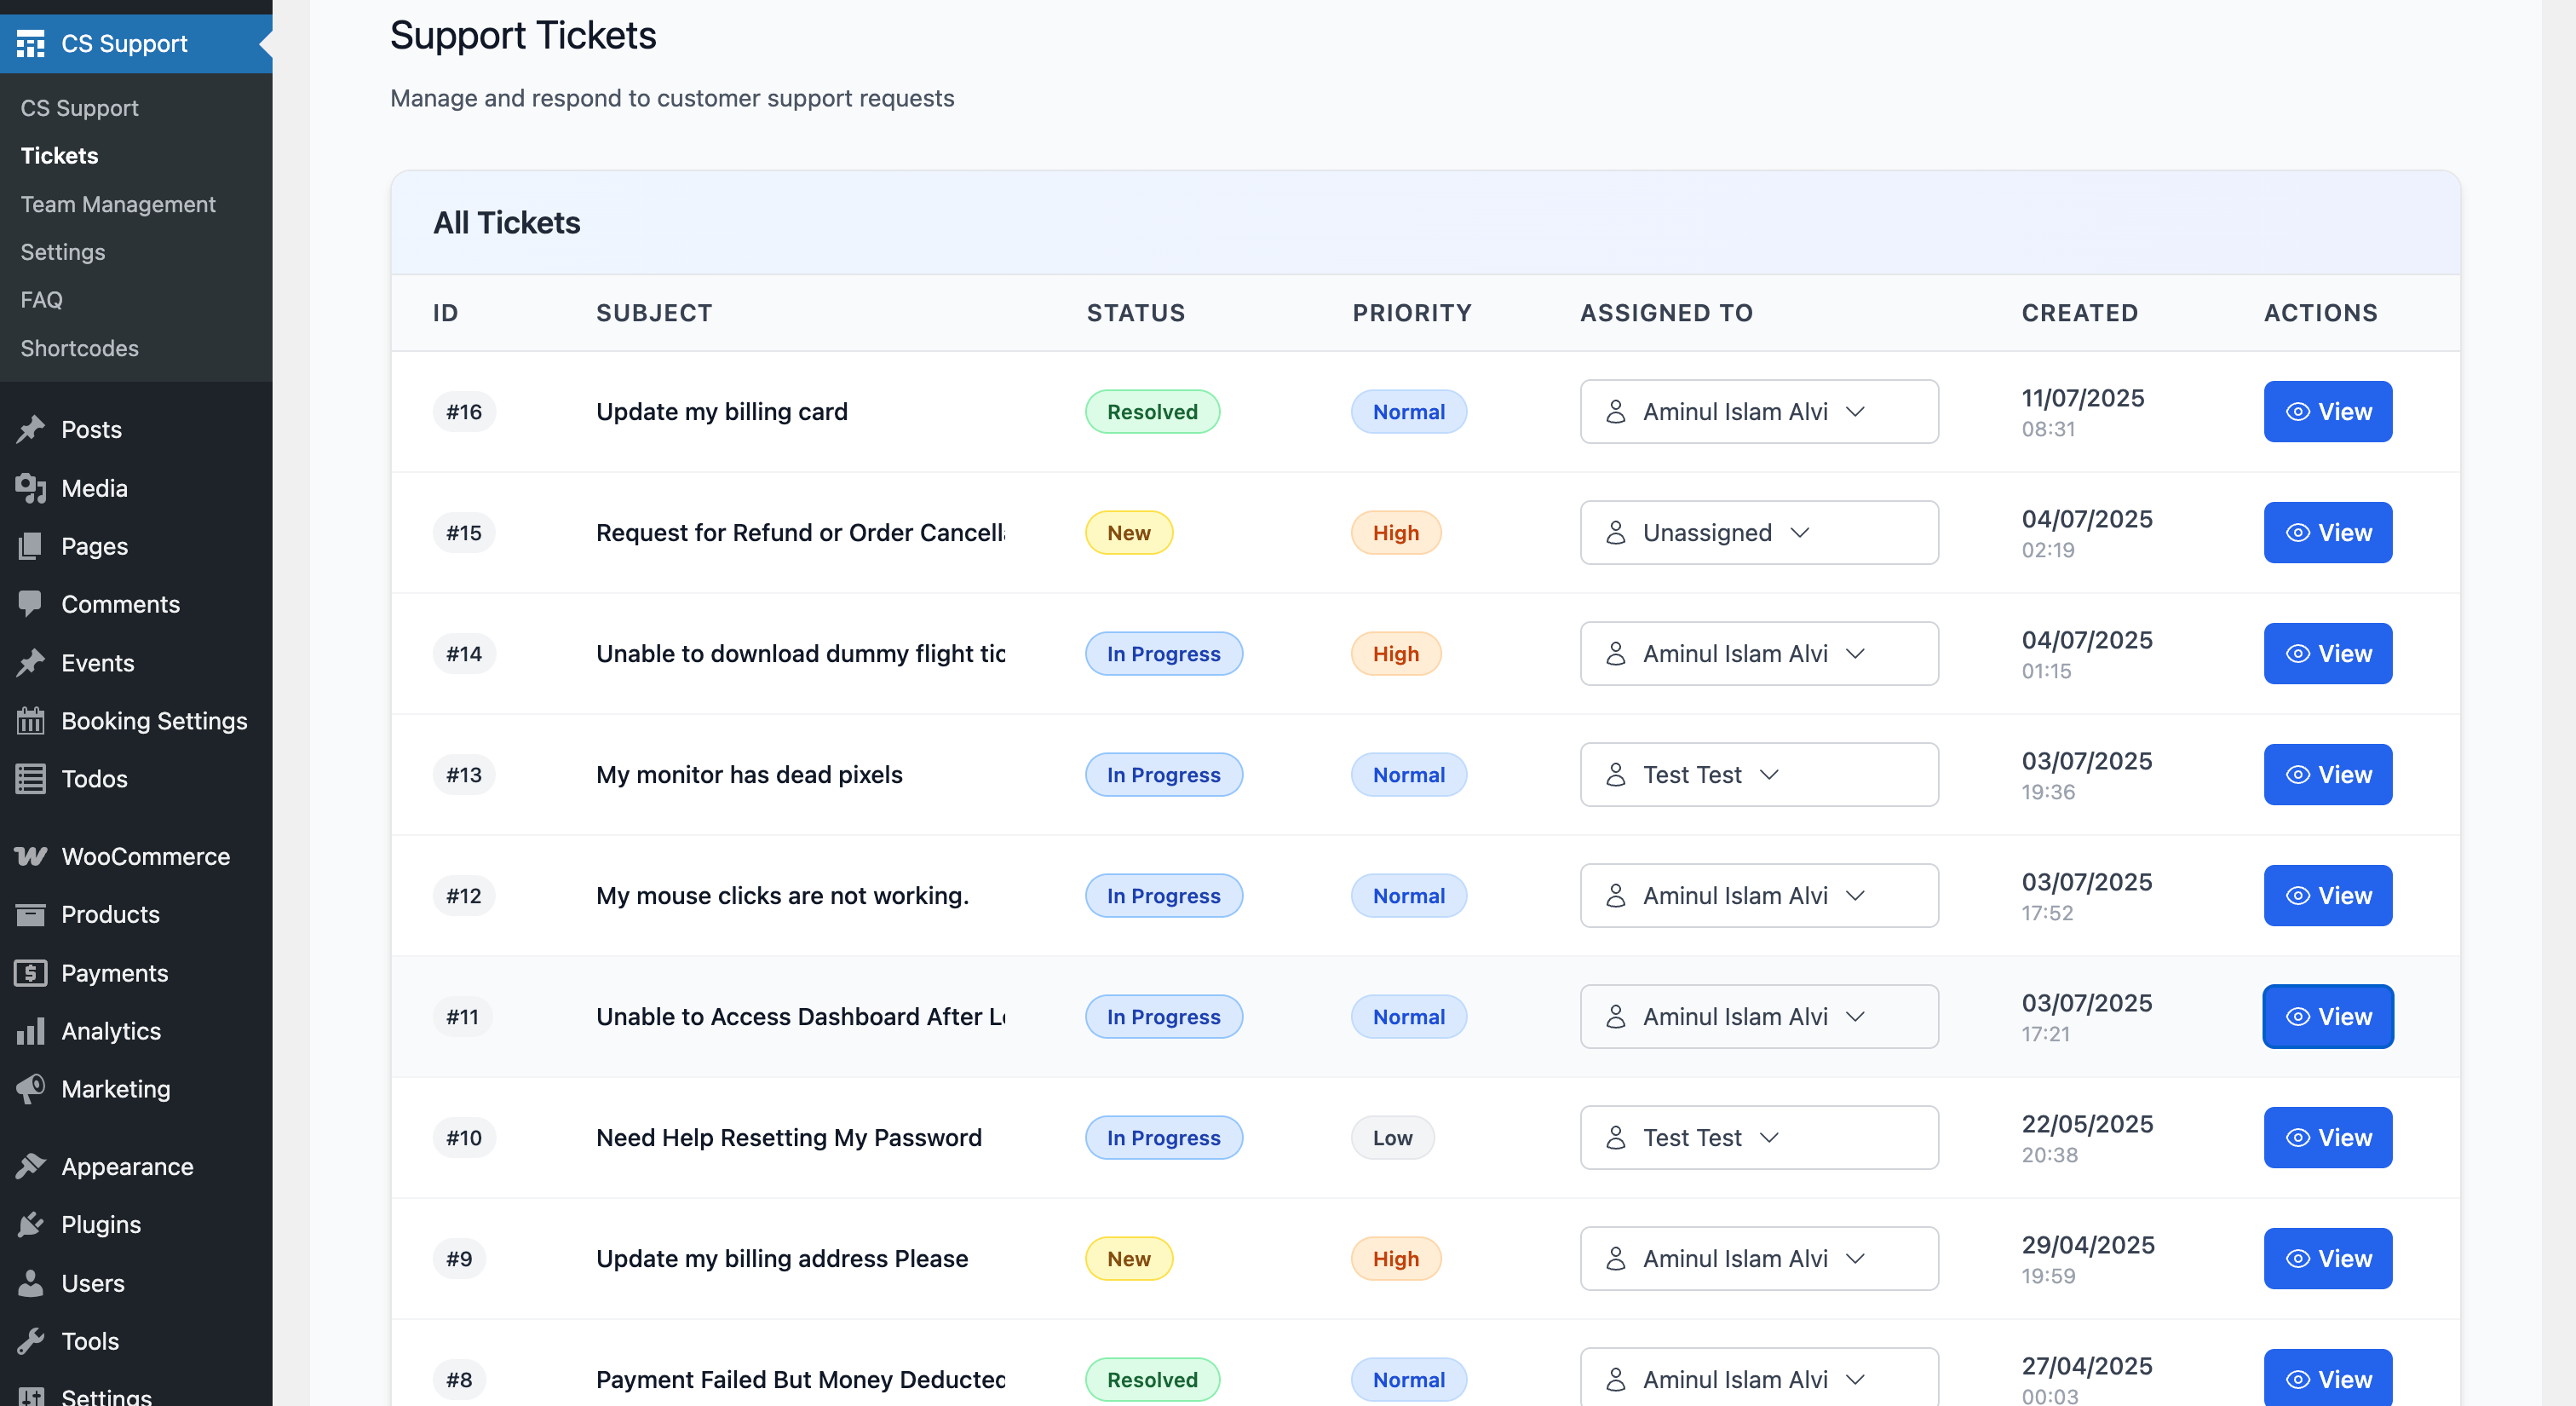 CS Support
CS Support
Tickets
Team Management
Settings
FAQ
Shortcodes
Posts
Media
Pages
Comments
Events
Booking Settings
Todos
WooCommerce
Products
Payments
Analytics
Marketing
Appearance
Plugins
Users
Tools
Settings
Support Tickets
Manage and respond to customer support requests
All Tickets
ID SUBJECT STATUS PRIORITY ASSIGNED TO CREATED ACTIONS
#16 Update my billing card Resolved Normal Aminul Islam Alvi 11/07/2025 View
08:31
#15 Request for Refund or Order Cancell New High Unassigned 04/07/2025 View
02:19
#14 Unable to download dummy flight tic In Progress High Aminul Islam Alvi 04/07/2025 View
01:15
#13 My monitor has dead pixels In Progress Normal Test Test 03/07/2025 View
19:36
#12 My mouse clicks are not working. In Progress Normal Aminul Islam Alvi 03/07/2025 View
17:52
#11 Unable to Access Dashboard After L In Progress Normal Aminul Islam Alvi 03/07/2025 View
17:21
#10 Need Help Resetting My Password In Progress Low Test Test 22/05/2025 View
20:38
#9 Update my billing address Please New High Aminul Islam Alvi 29/04/2025 View
19:59
#8 Payment Failed But Money Deducted Resolved Normal Aminul Islam Alvi 27/04/2025 View
00:03